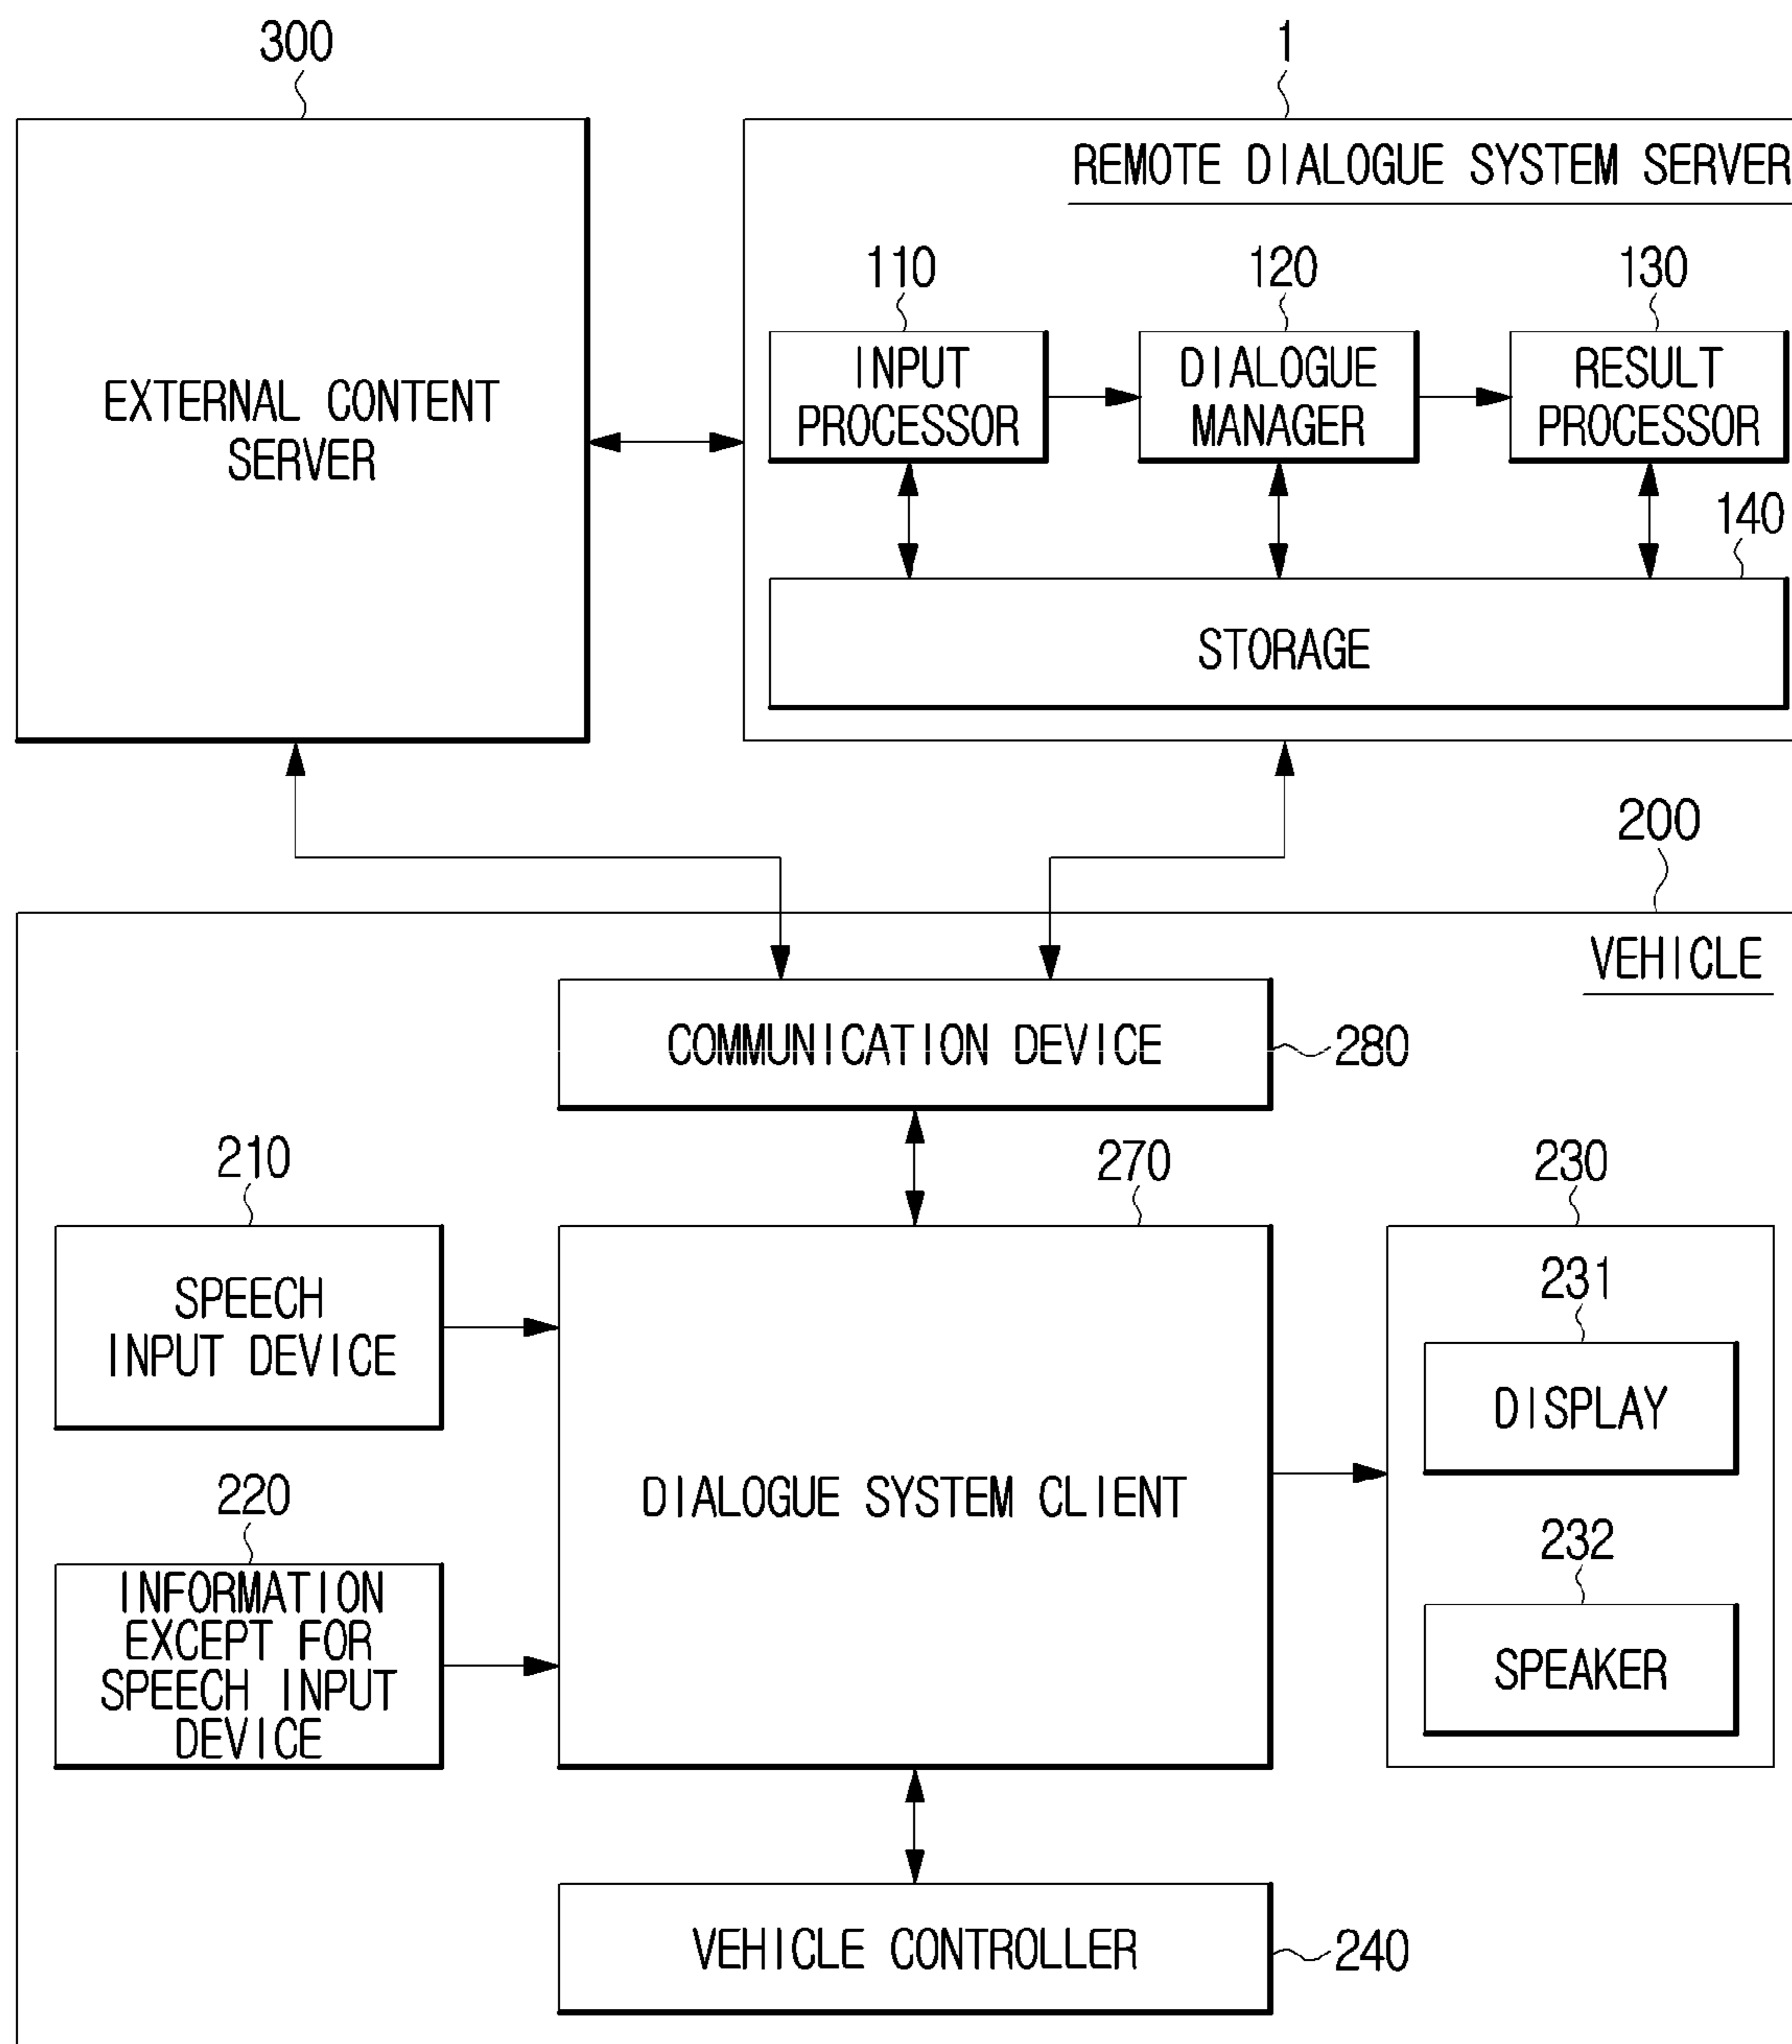 300
1
REMOTE DIALOGUE SYSTEM SERVER
110
120
130
EXTERNAL CONTENT
SERVER
INPUT
PROCESSOR
DIALOGUE
MANAGER
RESULT
PROCESSOR
140
STORAGE
200
VEHICLE
COMMUNICATION DEVICE
280
210
270
230
SPEECH
INPUT DEVICE
231
DISPLAY
220
DIALOGUE SYSTEM CLIENT
232
INFORMATION
EXCEPT FOR
SPEECH INPUT
DEVICE
SPEAKER
VEHICLE CONTROLLER
240